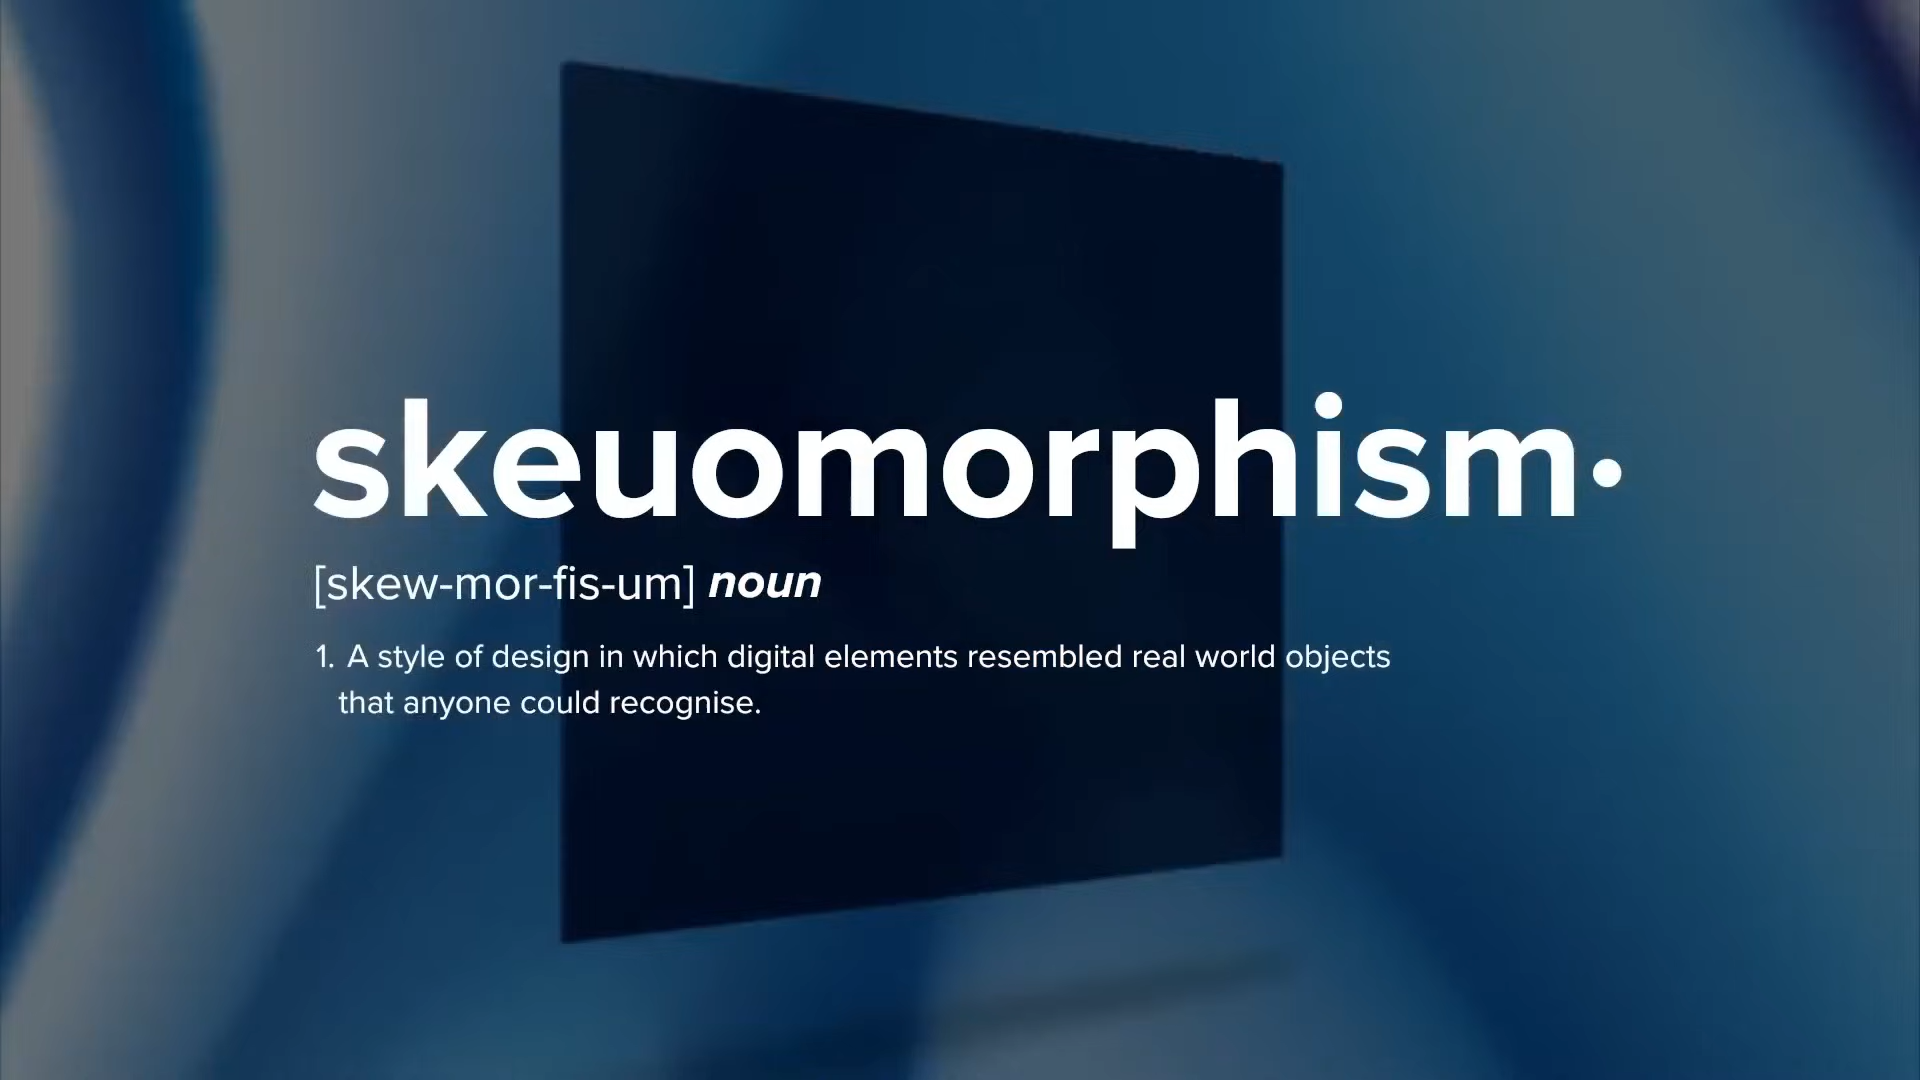 skeuomorphism•
[skew-mor-fis-um] noun
1. A style of design in which digital elements resembled real world objects
that anyone could recognise.